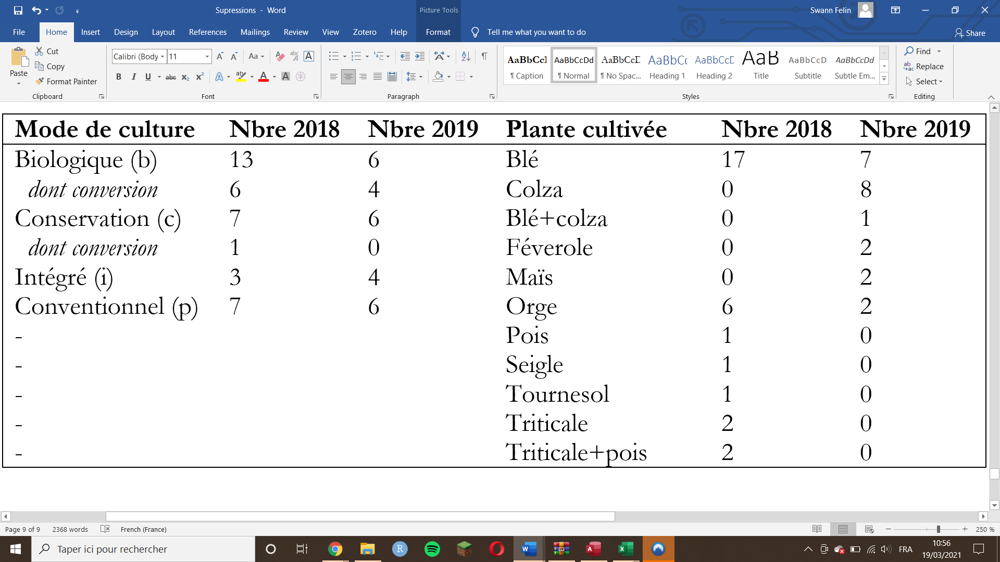 Supressions - Word
Picture Tools
Swann Felin
File Home Insert Design Layout References Mailings Review View Zotero Help Format Tell me what you want to do Share
Paste
Cut
Copy
Format Painter
Clipboard
Calibri (Body 11
Font
Paragraph
AaBbCcI AaBbCcDd AaBbCcD AaBbCc AaBbCcD AaB AaBbCcD AaBbCcDd
¶ Caption ¶ Normal ¶ No Spac... Heading 1 Heading 2 Title Subtitle Subtle Em...
Styles
Find
Replace
Select
Editing
Mode de culture Nbre 2018 Nbre 2019 Plante cultivée Nbre 2018 Nbre 2019
Biologique (b) 13 6 Blé 17 7
dont conversion 6 4 Colza 0 8
Conservation (c) 7 6 Blé+colza 0 1
dont conversion 1 0 Féverole 0 2
Intégré (i) 3 4 Maïs 0 2
Conventionnel (p) 7 6 Orge 6 2
- Pois 1 0
- Seigle 1 0
- Tournesol 1 0
- Triticale 2 0
- Triticale+pois 2 0
Page 9 of 9 2368 words French (France) 250 %
Taper ici pour rechercher
FRA
10:56
19/03/2021